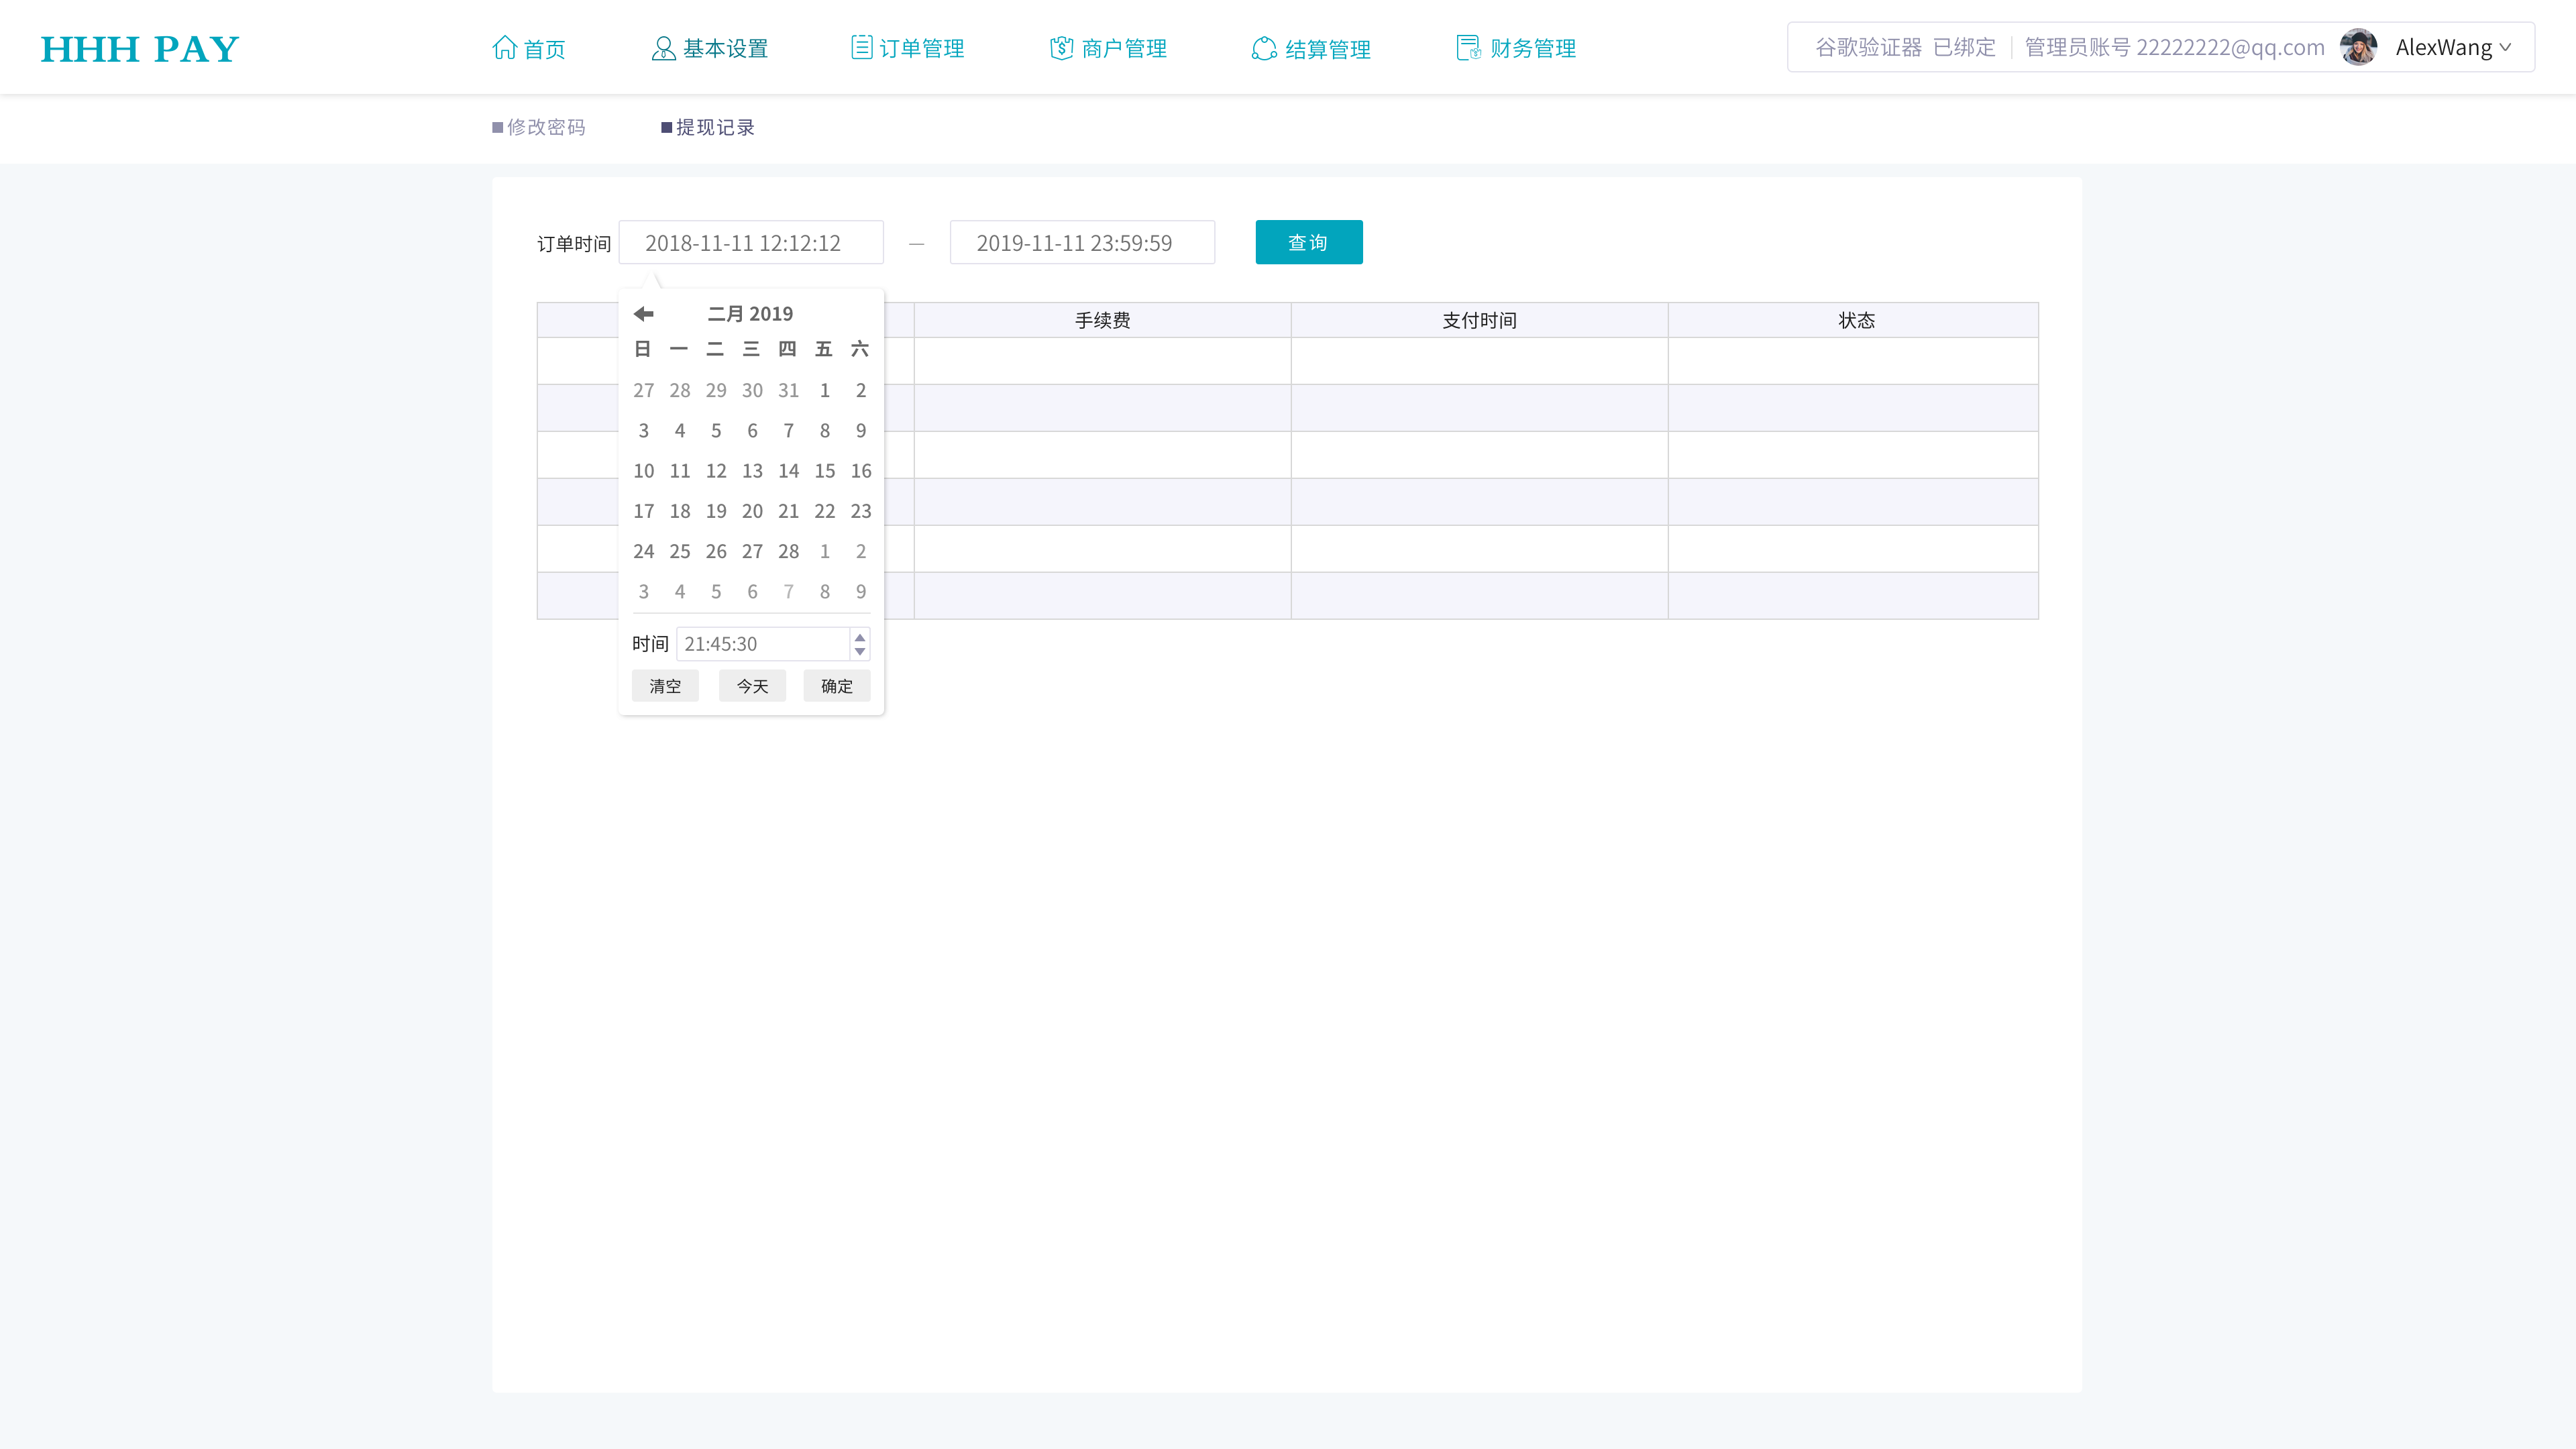 HHH PAY
首页
基本设置
订单管理
商户管理
结算管理
财务管理
谷歌验证器 已绑定
管理员账号 22222222@qq.com
AlexWang
修改密码
提现记录
订单时间 2018-11-11 12:12:12 — 2019-11-11 23:59:59 查询
手续费 支付时间 状态
二月 2019
日 一 二 三 四 五 六
27 28 29 30 31 1 2
3 4 5 6 7 8 9
10 11 12 13 14 15 16
17 18 19 20 21 22 23
24 25 26 27 28 1 2
3 4 5 6 7 8 9
时间 21:45:30
清空 今天 确定